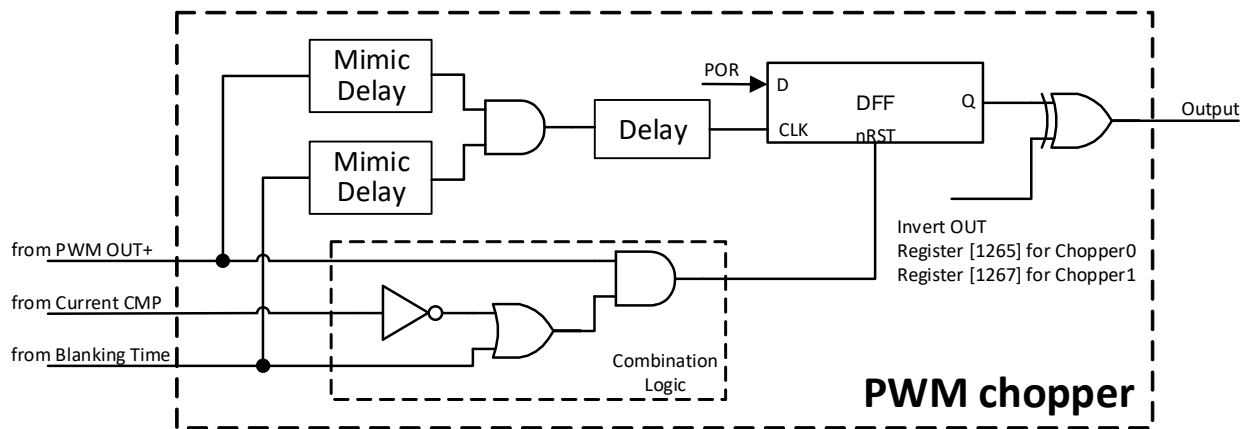 Mimic
Delay
POR
D
DFF
Q
Output
Delay
CLK
nRST
Mimic
Delay
Invert OUT
from PWM OUT+
Register [1265] for Chopper0
Register [1267] for Chopper1
from Current CMP
from Blanking Time
Combination
Logic
PWM chopper